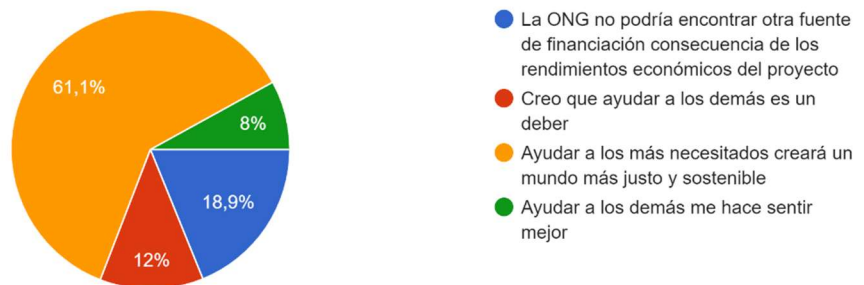 61,1%
8%
18,9%
12%
La ONG no podría encontrar otra fuente
de financiación consecuencia de los
rendimientos económicos del proyecto
Creo que ayudar a los demás es un
deber
Ayudar a los más necesitados creará un
mundo más justo y sostenible
Ayudar a los demás me hace sentir
mejor